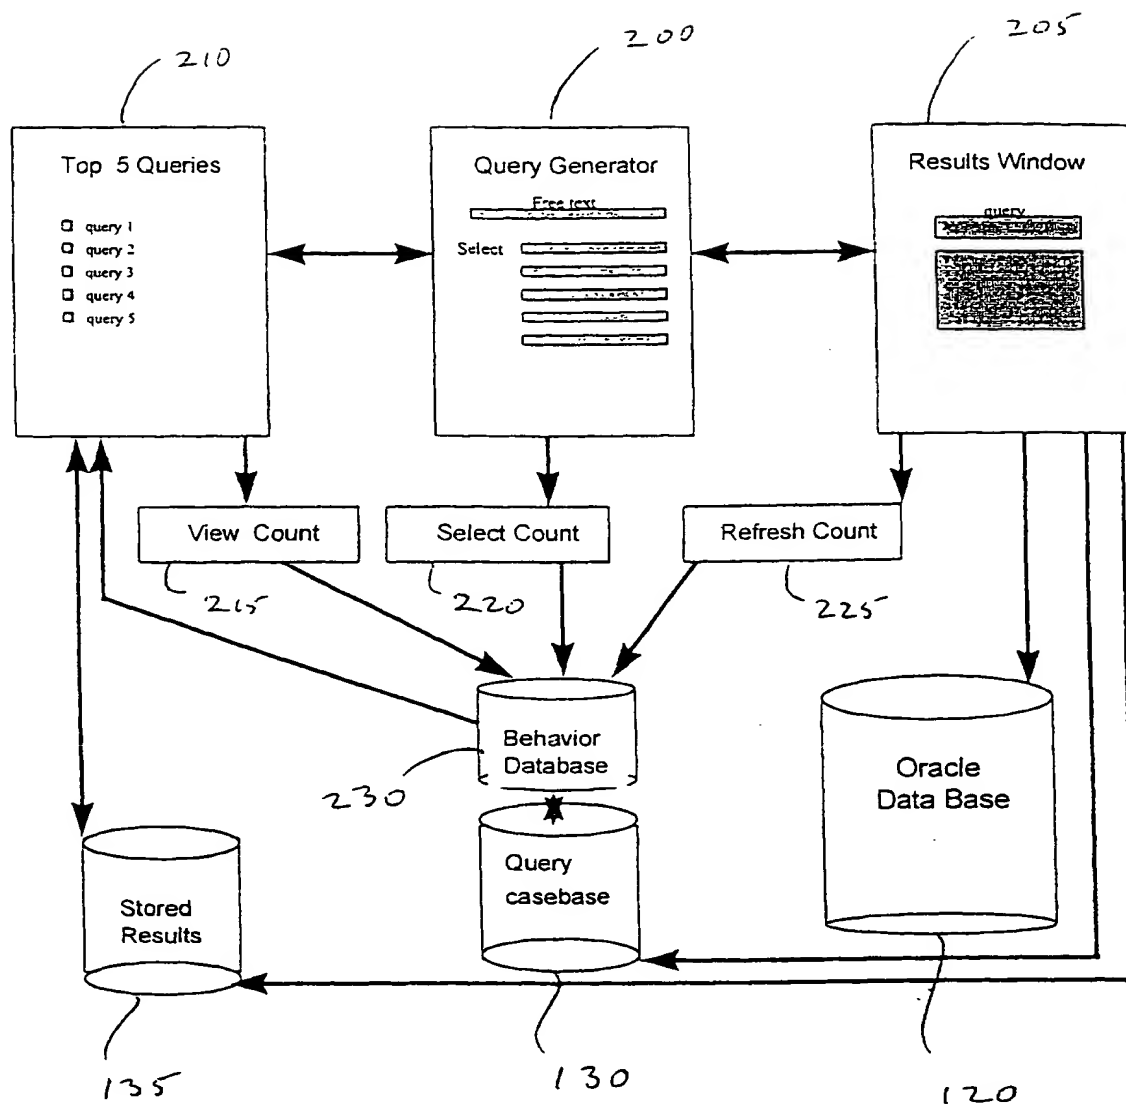 210
200
205
Top 5 Queries
query 1
query 2
query 3
query 4
query 5
Query Generator
Free text
Select
Results Window
query
View Count
Select Count
Refresh Count
215
220
225
Behavior
Database
230
Oracle
Data Base
Query
casebase
Stored
Results
135
130
120